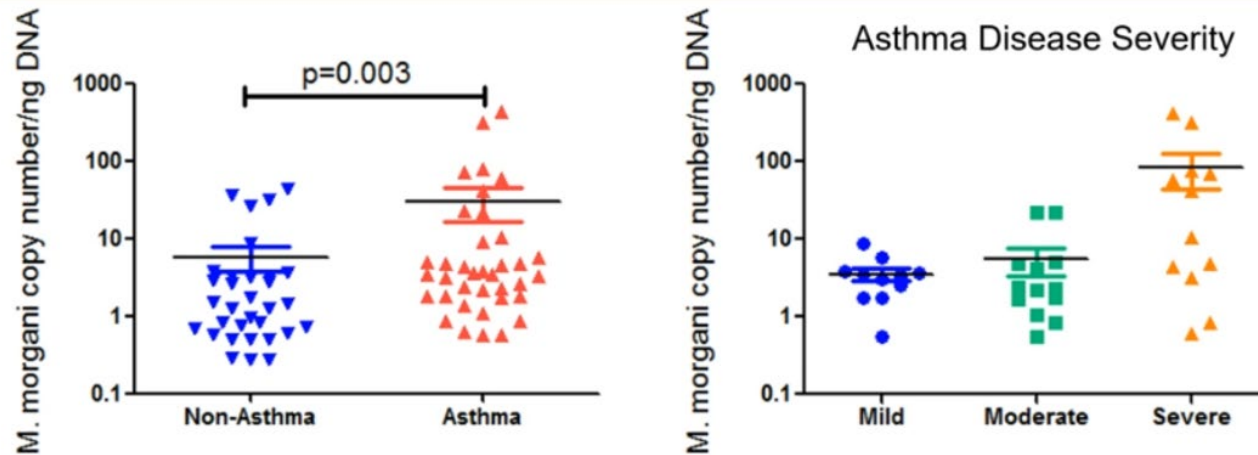 M. morgani copy number/ng DNA
p=0.003
1000
100
10
1
0.1
Non-Asthma
Asthma
Asthma Disease Severity
M. morgani copy number/ng DNA
1000
100
10
1
0.1
Mild
Moderate
Severe